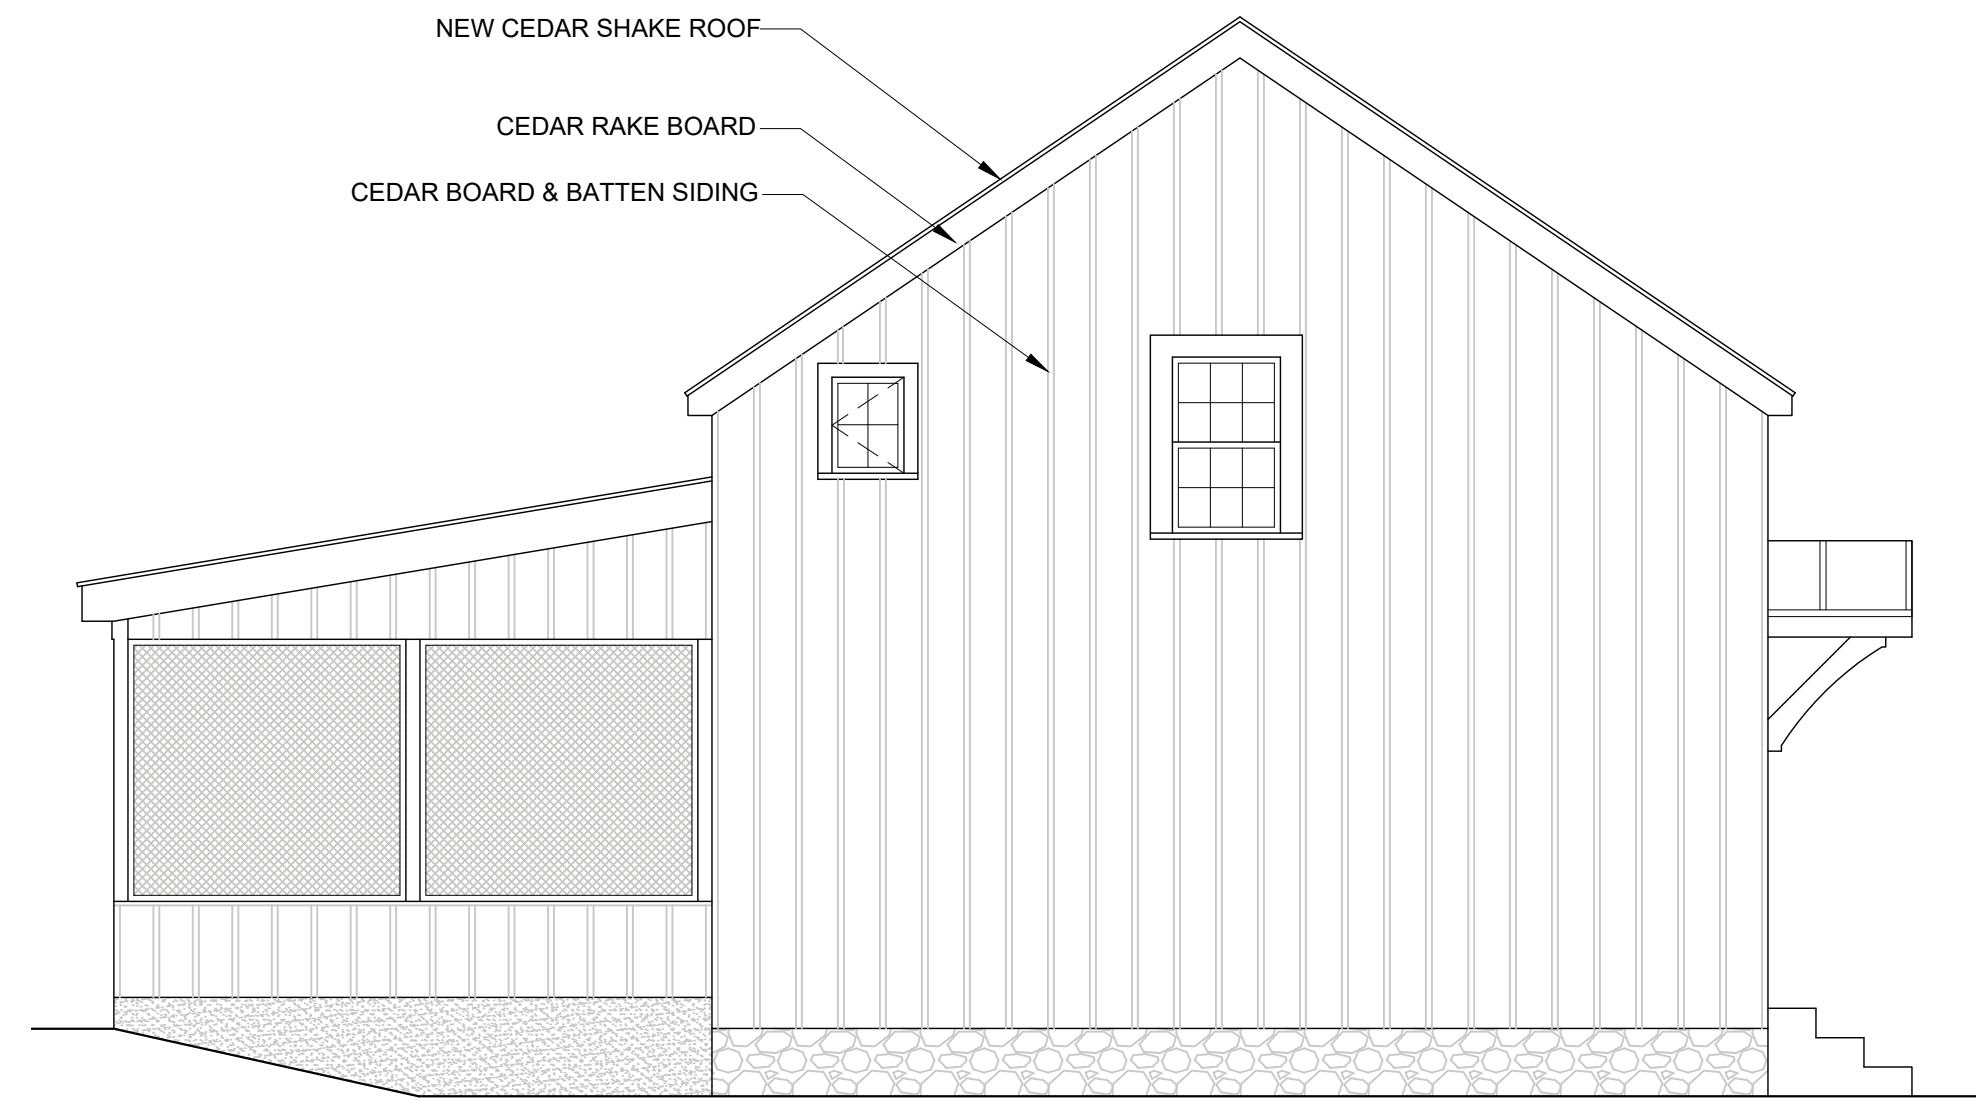 NEW CEDAR SHAKE ROOF
CEDAR RAKE BOARD
CEDAR BOARD & BATTEN SIDING